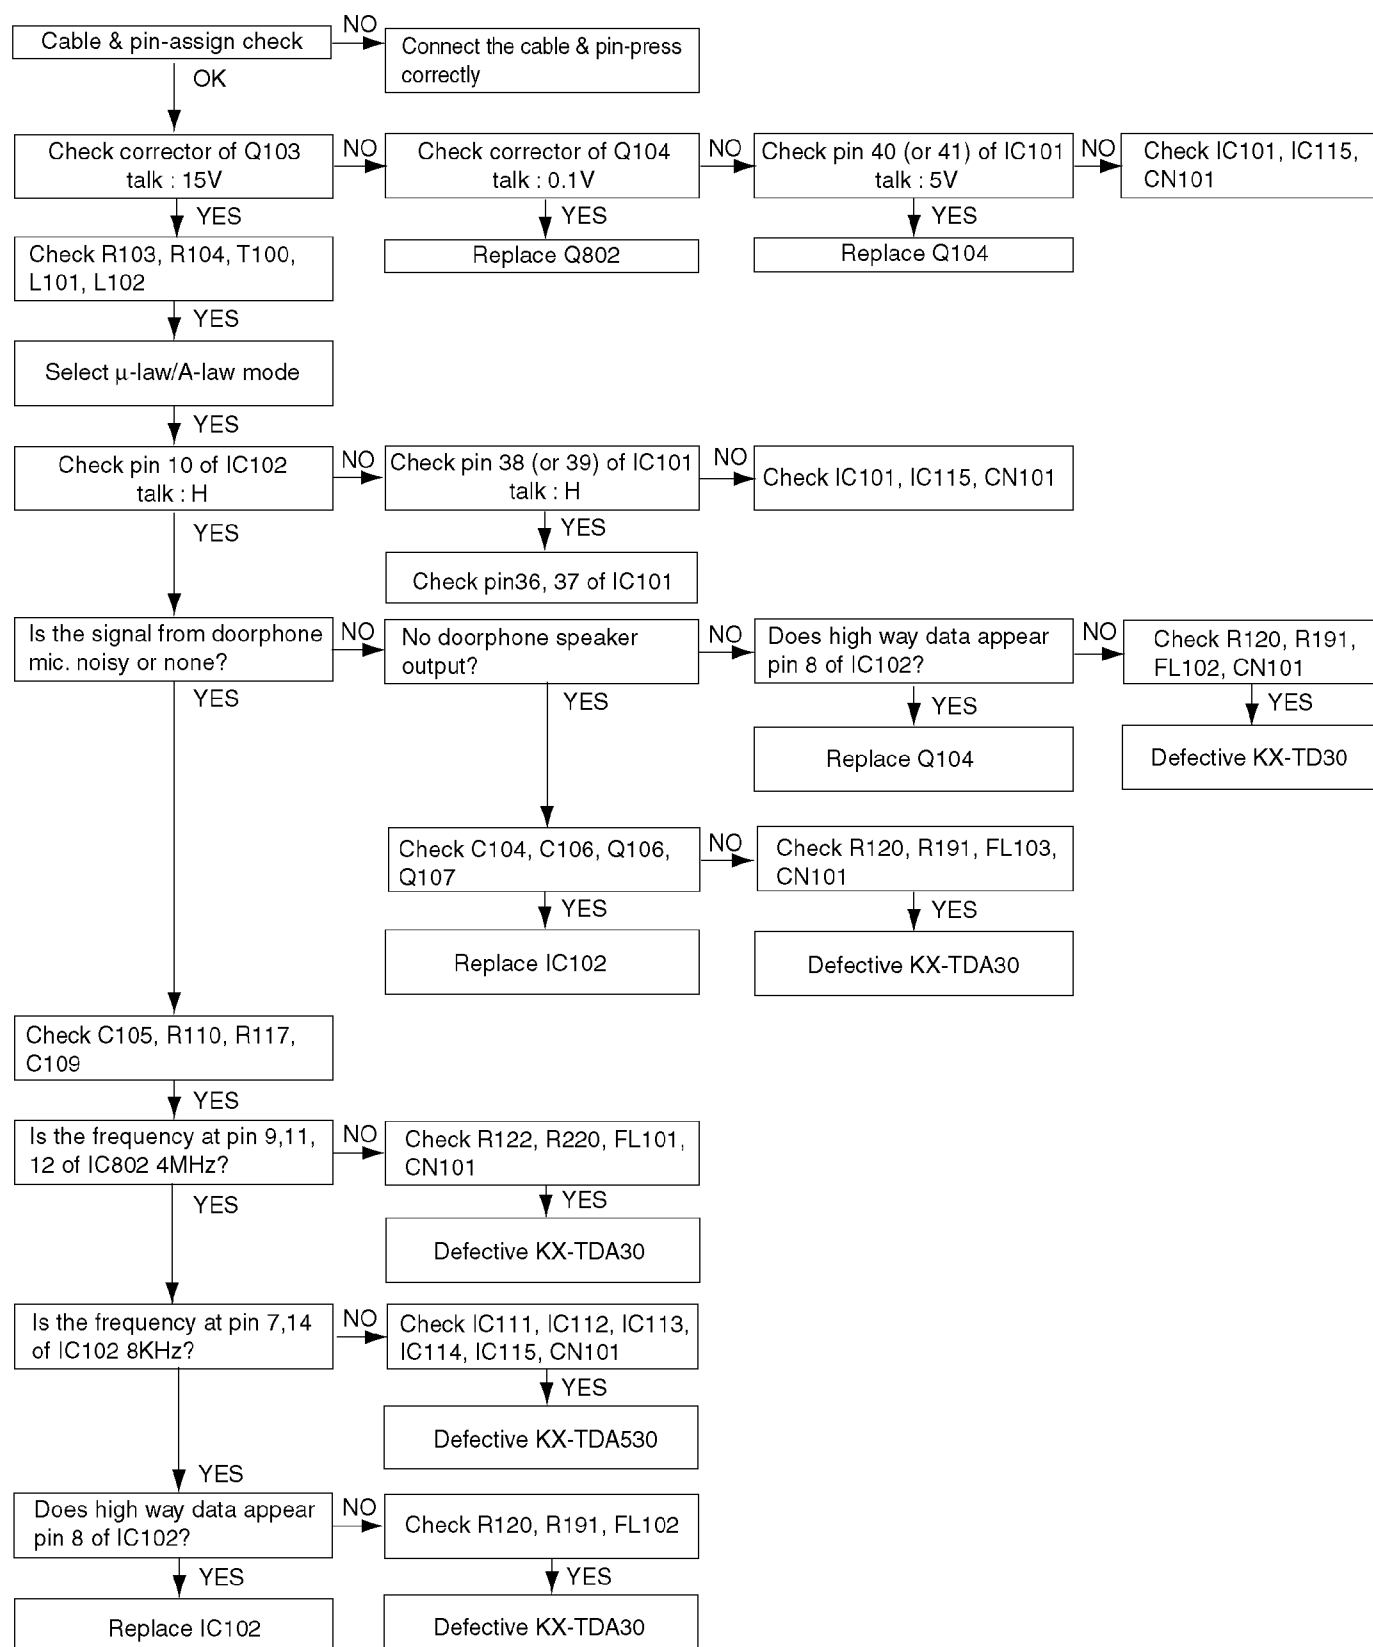 Cable & pin-assign check
NO
Connect the cable & pin-press
correctly
OK
Check corrector of Q103
talk : 15V
NO
Check corrector of Q104
talk : 0.1V
NO
Check pin 40 (or 41) of IC101
talk : 5V
NO
Check IC101, IC115,
CN101
YES
YES
YES
Check R103, R104, T100,
L101, L102
Replace Q802
Replace Q104
YES
Select µ-law/A-law mode
YES
Check pin 10 of IC102
talk : H
NO
Check pin 38 (or 39) of IC101
talk : H
NO
Check IC101, IC115, CN101
YES
YES
Check pin36, 37 of IC101
Is the signal from doorphone
mic. noisy or none?
NO
No doorphone speaker
output?
NO
Does high way data appear
pin 8 of IC102?
NO
Check R120, R191,
FL102, CN101
YES
YES
YES
YES
Replace Q104
Defective KX-TD30
Check C104, C106, Q106,
Q107
NO
Check R120, R191, FL103,
CN101
YES
YES
Replace IC102
Defective KX-TDA30
Check C105, R110, R117,
C109
YES
Is the frequency at pin 9,11,
12 of IC802 4MHz?
NO
Check R122, R220, FL101,
CN101
YES
YES
Defective KX-TDA30
Is the frequency at pin 7,14
of IC102 8KHz?
NO
Check IC111, IC112, IC113,
IC114, IC115, CN101
YES
Defective KX-TDA530
YES
Does high way data appear
pin 8 of IC102?
NO
Check R120, R191, FL102
YES
YES
Replace IC102
Defective KX-TDA30